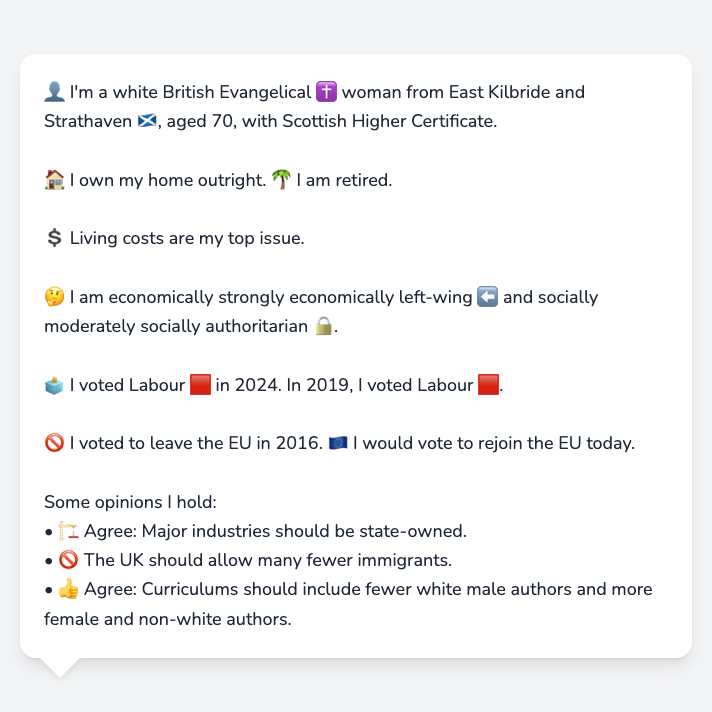 👤 I'm a white British Evangelical ✝️ woman from East Kilbride and
Strathaven 🏴󠁧󠁢󠁳󠁣󠁴󠁿, aged 70, with Scottish Higher Certificate.
🏠 I own my home outright. 🌴 I am retired.
💲 Living costs are my top issue.
🤔 I am economically strongly economically left-wing ⬅️ and socially
moderately socially authoritarian 🔒.
🗳️ I voted Labour 🟥 in 2024. In 2019, I voted Labour 🟥.
🚫 I voted to leave the EU in 2016. 🇪🇺 I would vote to rejoin the EU today.
Some opinions I hold:
• 🏗️ Agree: Major industries should be state-owned.
• 🚫 The UK should allow many fewer immigrants.
• 👍 Agree: Curriculums should include fewer white male authors and more
female and non-white authors.